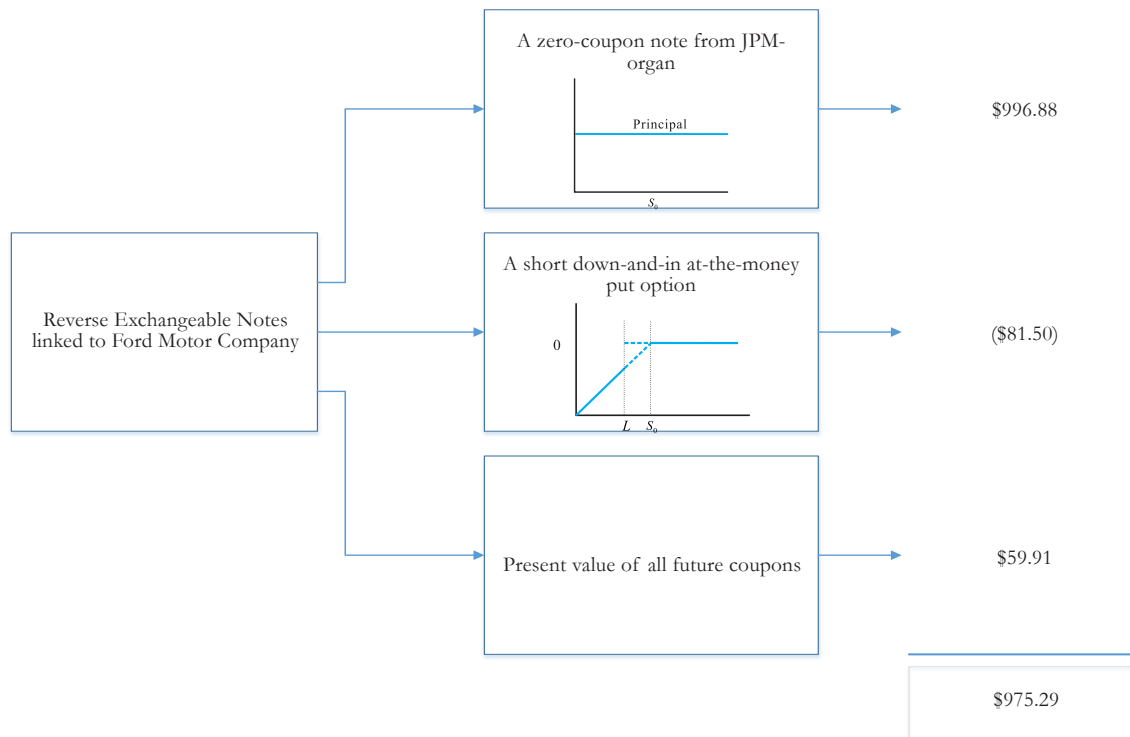 A zero-coupon note from JPM-
organ
Principal
S₀
$996.88
Reverse Exchangeable Notes
linked to Ford Motor Company
A short down-and-in at-the-money
put option
0
L S₀
($81.50)
Present value of all future coupons
$59.91
$975.29